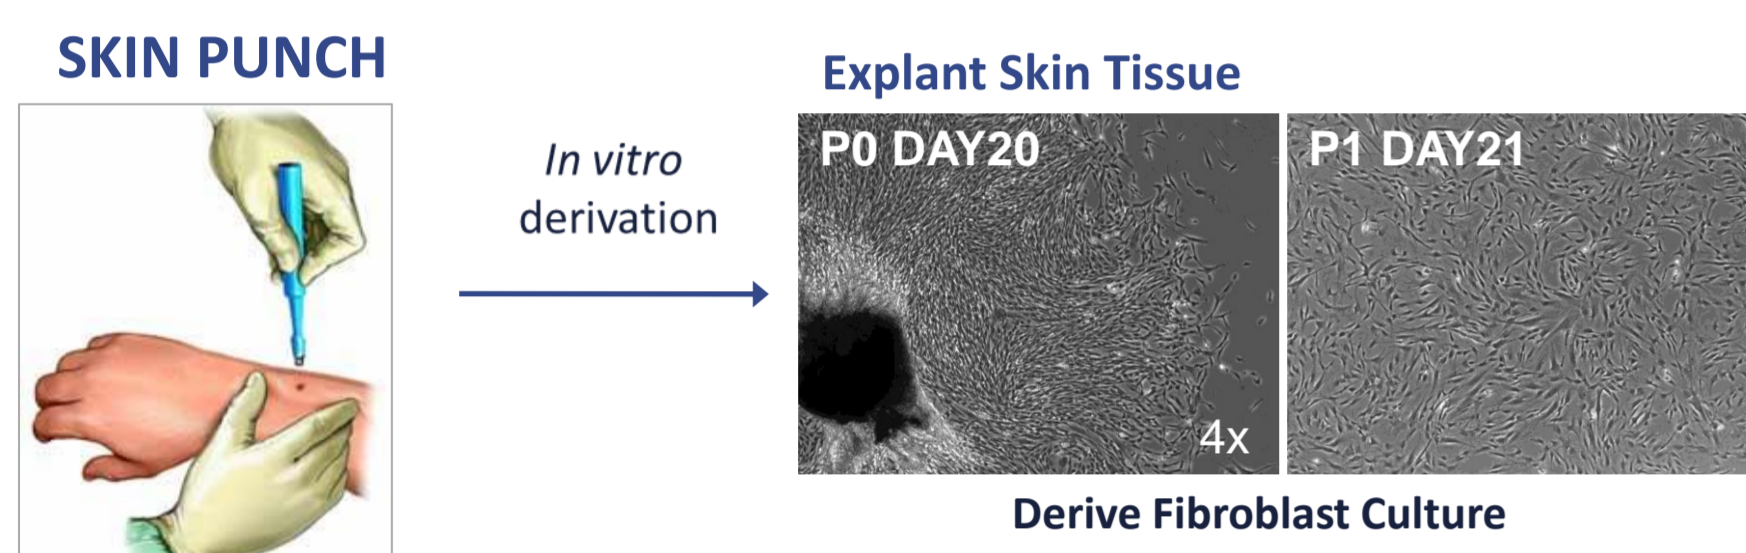 SKIN PUNCH
In vitro
derivation
Explant Skin Tissue
P0 DAY20
P1 DAY21
4x
Derive Fibroblast Culture